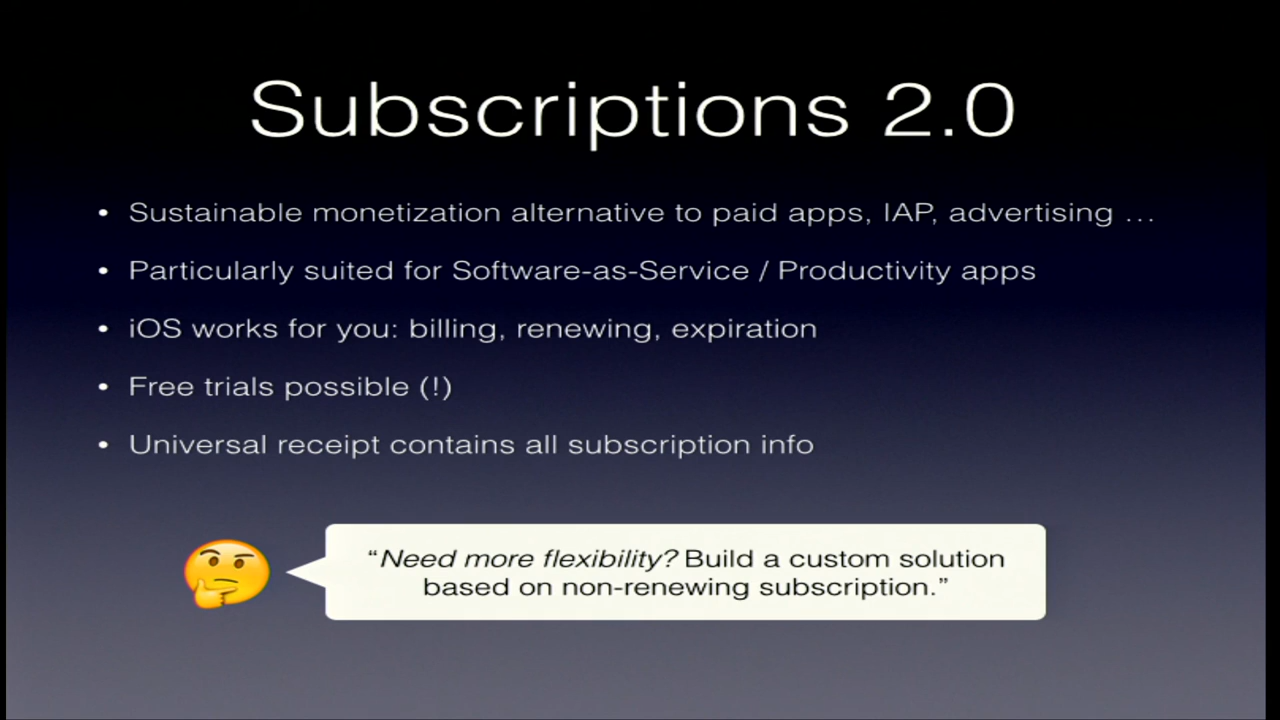 Subscriptions 2.0
• Sustainable monetization alternative to paid apps, IAP, advertising …
• Particularly suited for Software-as-Service / Productivity apps
• iOS works for you: billing, renewing, expiration
• Free trials possible (!)
• Universal receipt contains all subscription info
“Need more flexibility? Build a custom solution
based on non-renewing subscription.”